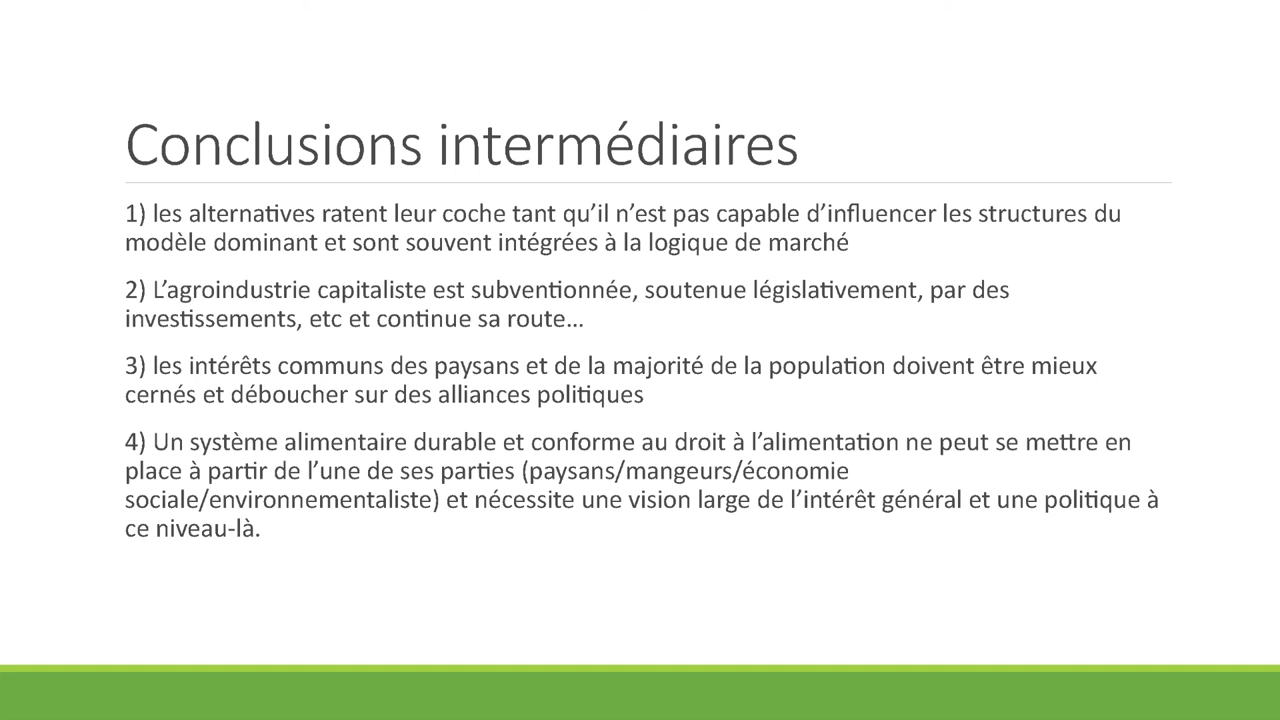 Conclusions intermédiaires
1) les alternatives ratent leur coche tant qu’il n’est pas capable d’influencer les structures du
modèle dominant et sont souvent intégrées à la logique de marché
2) L’agroindustrie capitaliste est subventionnée, soutenue législativement, par des
investissements, etc et continue sa route…
3) les intérêts communs des paysans et de la majorité de la population doivent être mieux
cernés et déboucher sur des alliances politiques
4) Un système alimentaire durable et conforme au droit à l’alimentation ne peut se mettre en
place à partir de l’une de ses parties (paysans/mangeurs/économie
sociale/environnementaliste) et nécessite une vision large de l’intérêt général et une politique à
ce niveau-là.